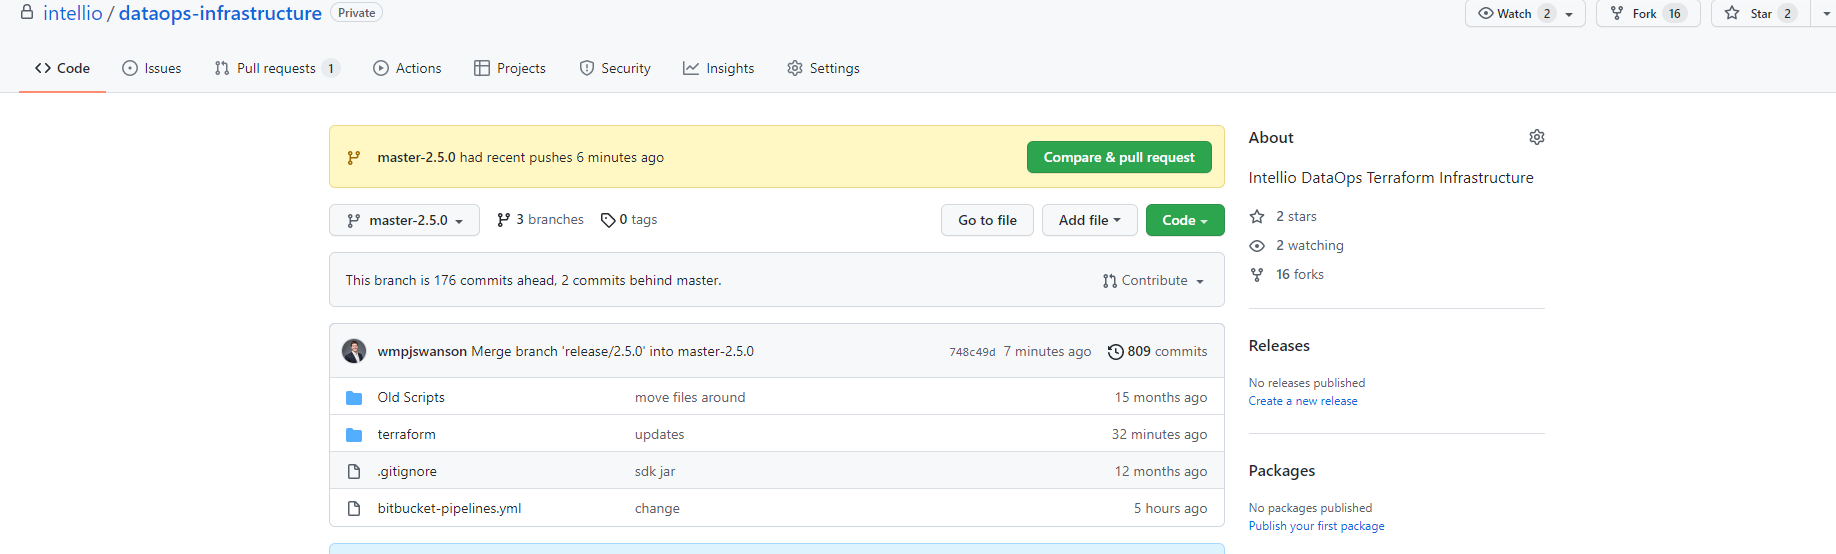 intellio / dataops-infrastructure Private Watch 2 Fork 16 Star 2
Code Issues Pull requests 1 Actions Projects Security Insights Settings
master-2.5.0 had recent pushes 6 minutes ago Compare & pull request
master-2.5.0 3 branches 0 tags Go to file Add file Code
This branch is 176 commits ahead, 2 commits behind master. Contribute
wmpjswanson Merge branch 'release/2.5.0' into master-2.5.0 748c49d 7 minutes ago 809 commits
Old Scripts move files around 15 months ago
terraform updates 32 minutes ago
.gitignore sdk jar 12 months ago
bitbucket-pipelines.yml change 5 hours ago
About
Intellio DataOps Terraform Infrastructure
2 stars
2 watching
16 forks
Releases
No releases published
Create a new release
Packages
No packages published
Publish your first package